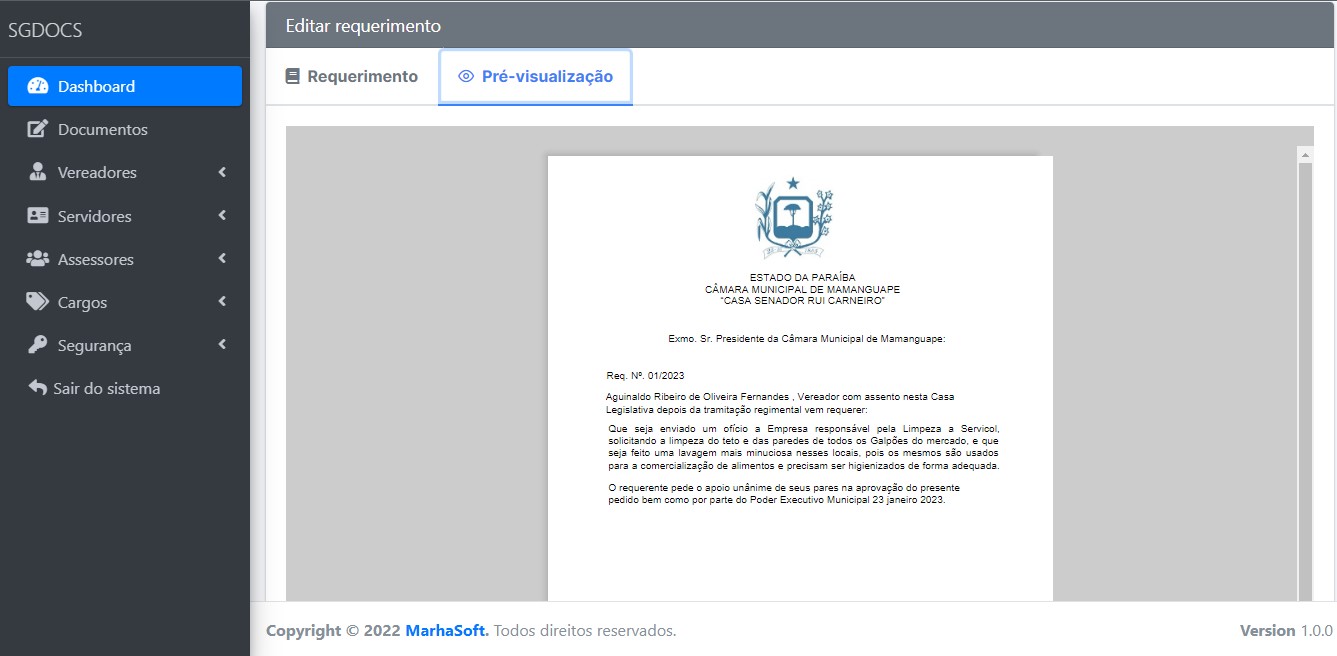 SGDOCS
Dashboard
Documentos
Vereadores
Servidores
Assessores
Cargos
Segurança
Sair do sistema
Editar requerimento
Requerimento
Pré-visualização
ESTADO DA PARAÍBA
CÂMARA MUNICIPAL DE MAMANGUAPE
“CASA SENADOR RUI CARNEIRO”
Exmo. Sr. Presidente da Câmara Municipal de Mamanguape:
Req. Nº. 01/2023
Aguinaldo Ribeiro de Oliveira Fernandes , Vereador com assento nesta Casa
Legislativa depois da tramitação regimental vem requerer:
Que seja enviado um ofício a Empresa responsável pela Limpeza a Servicol,
solicitando a limpeza do teto e das paredes de todos os Galpões do mercado, e que
seja feito uma lavagem mais minuciosa nesses locais, pois os mesmos são usados
para a comercialização de alimentos e precisam ser higienizados de forma adequada.
O requerente pede o apoio unânime de seus pares na aprovação do presente
pedido bem como por parte do Poder Executivo Municipal 23 janeiro 2023.
Copyright © 2022 MarhaSoft. Todos direitos reservados.
Version 1.0.0